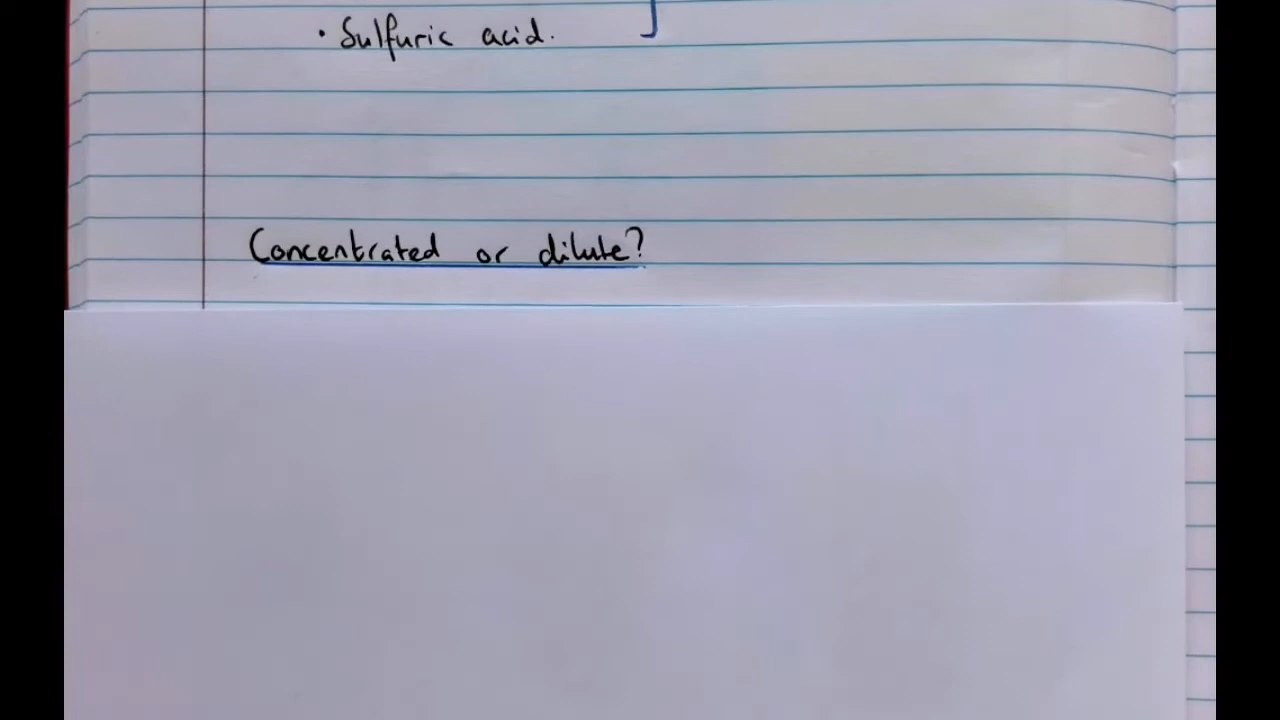 · Sulfuric acid.
Concentrated or dilute?